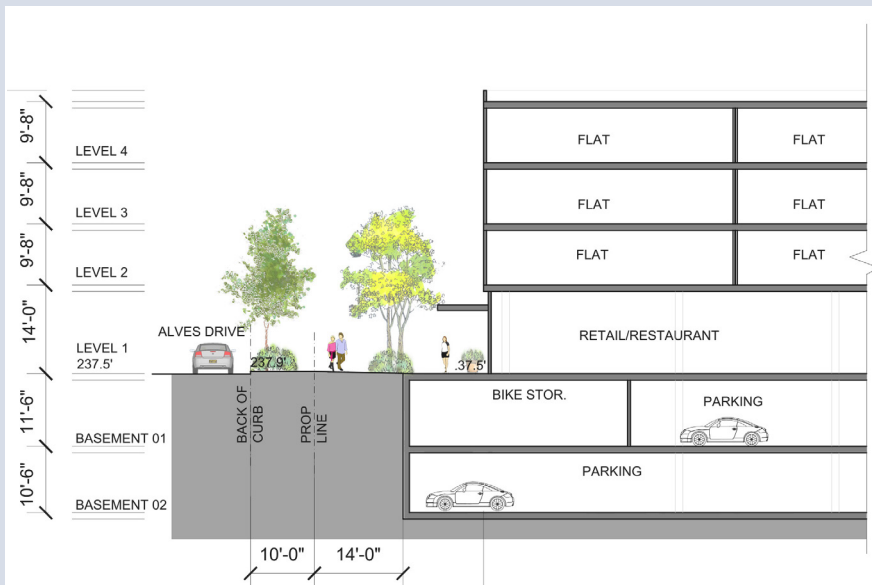 9'-8"
LEVEL 4
FLAT
FLAT
9'-8"
LEVEL 3
FLAT
FLAT
9'-8"
LEVEL 2
FLAT
FLAT
14'-0"
ALVES DRIVE
LEVEL 1
237.5'
237.9'
.37.5'
RETAIL/RESTAURANT
11'-6"
BASEMENT 01
BACK OF
CURB
PROP
LINE
BIKE STOR.
PARKING
10'-6"
BASEMENT 02
PARKING
10'-0"
14'-0"